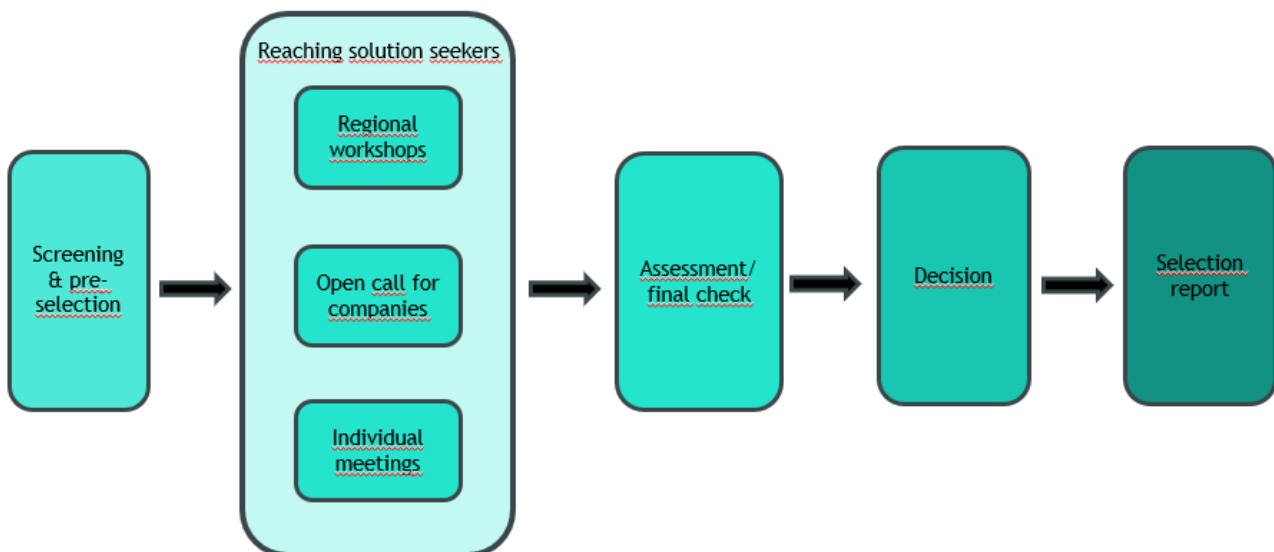 Reaching solution seekers
Regional
workshops
Screening
& pre-
selection
Open call for
companies
Individual
meetings
Assessment/
final check
Decision
Selection
report